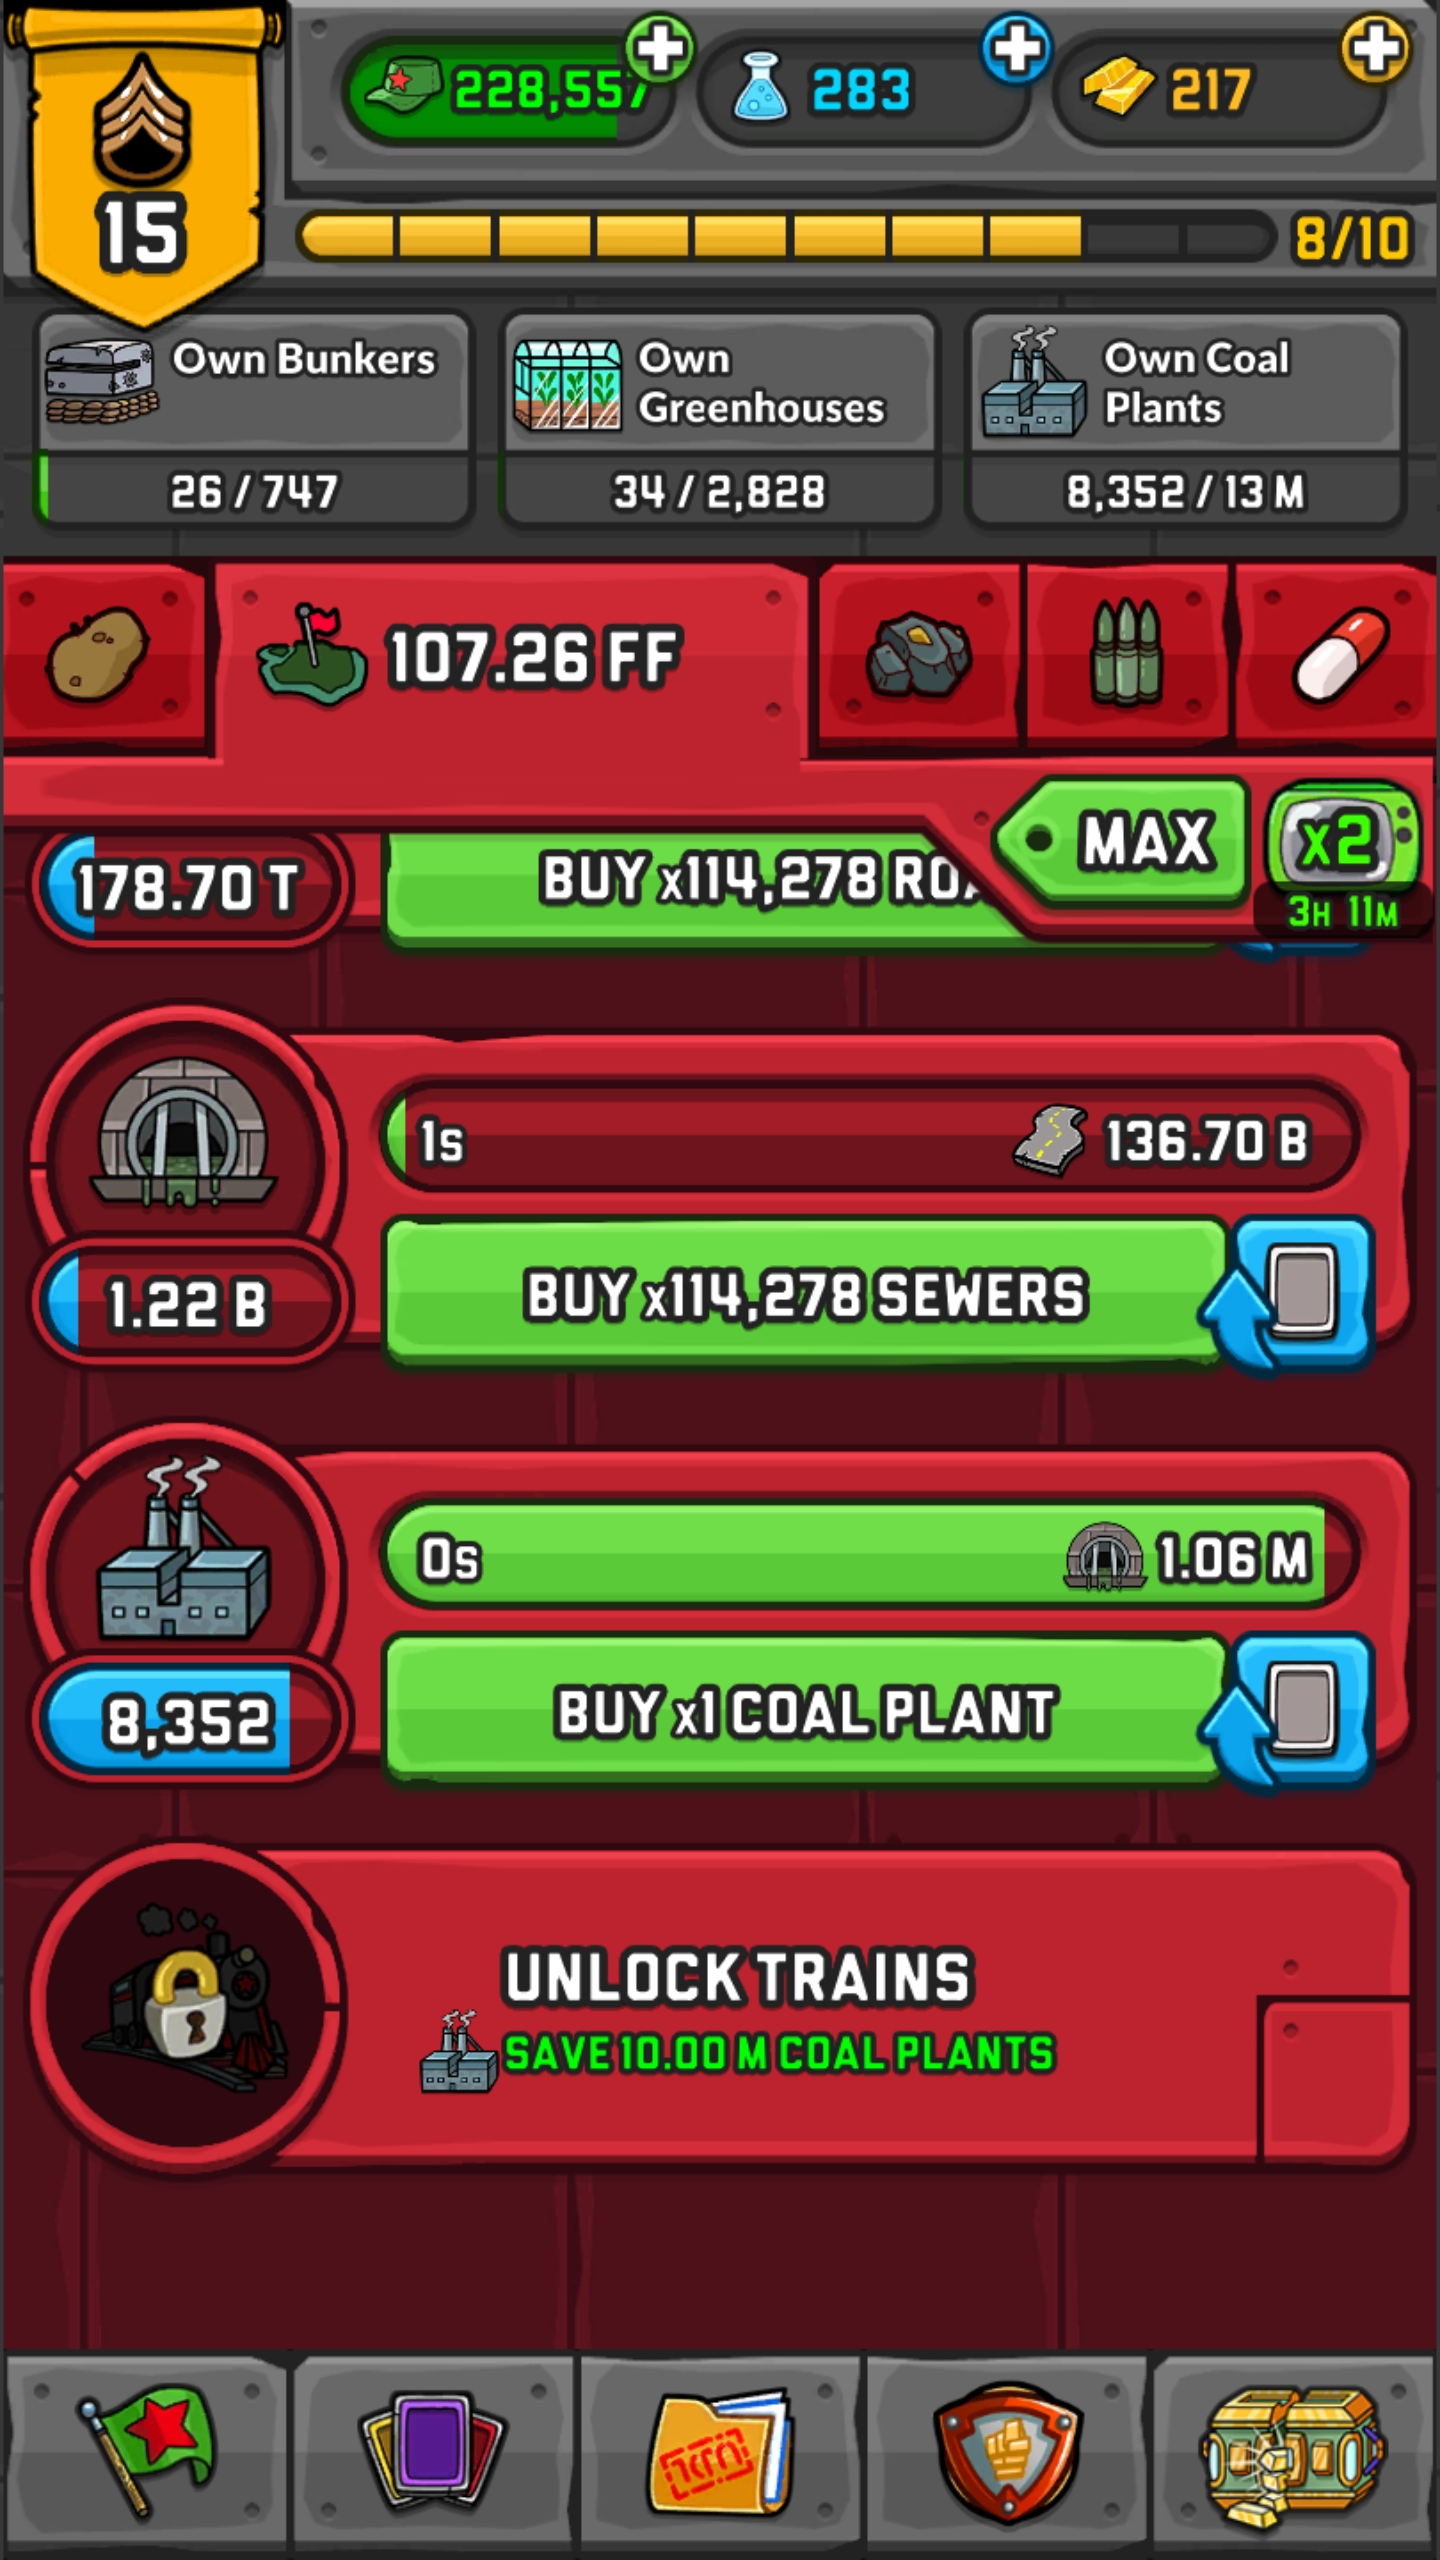 228,557
283
217
15
8/10
Own Bunkers
Own
Greenhouses
Own Coal
Plants
26 / 747
34 / 2,828
8,352 / 13 M
107.26 FF
MAX
x2
3H 11M
178.70 T
BUY x114,278
1s
136.70 B
1.22 B
BUY x114,278 SEWERS
0s
1.06 M
8,352
BUY x1 COAL PLANT
UNLOCK TRAINS
SAVE 10.00 M COAL PLANTS